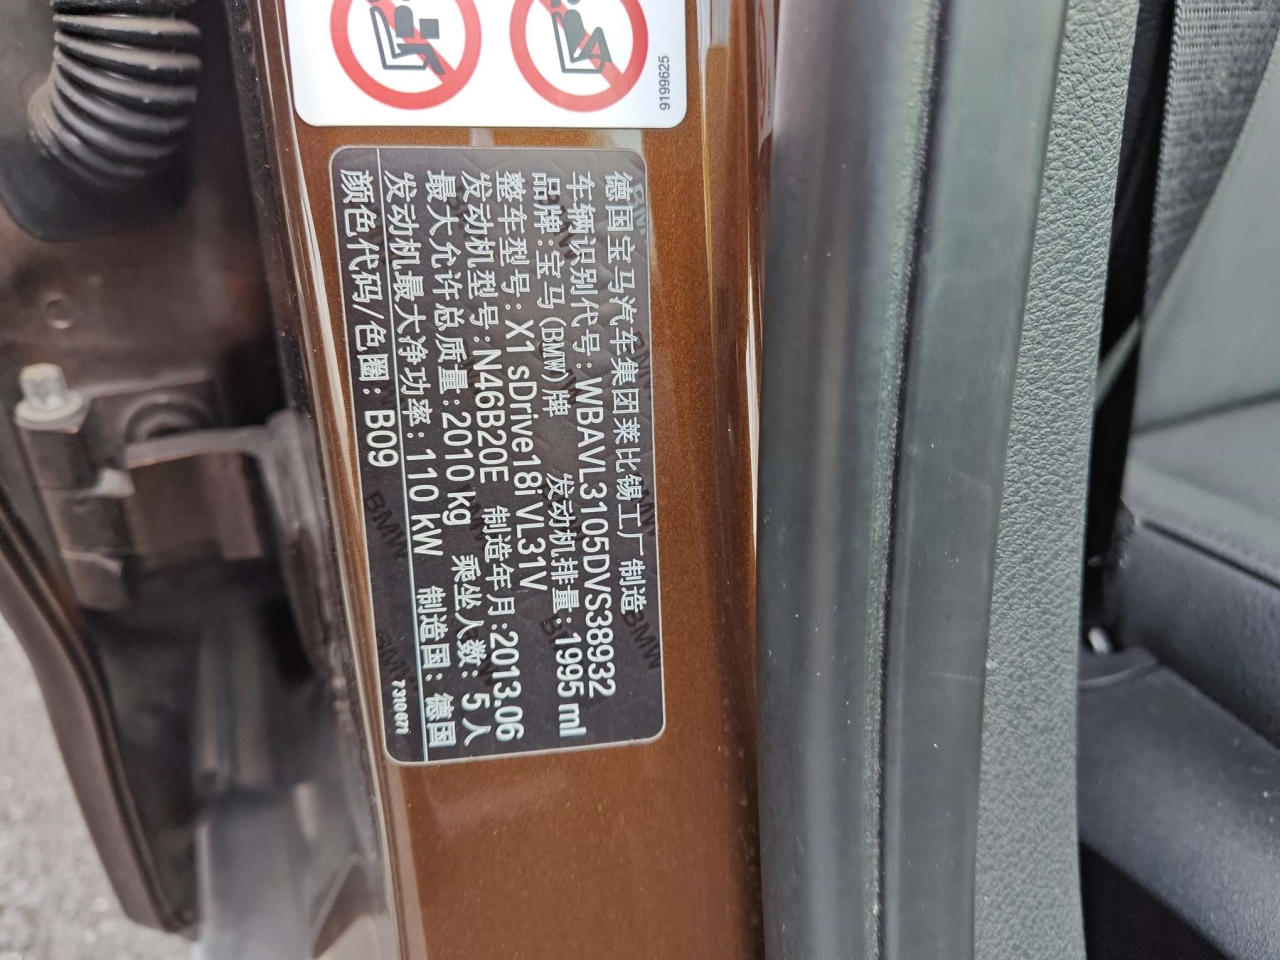 9199625
德国宝马汽车集团莱比锡工厂制造
车辆识别代号:WBAVL3105DVS38932
品牌:宝马(BMW)牌 发动机排量:1995 ml
整车型号:X1 sDrive18i VL31V
发动机型号:N46B20E 制造年月:2013.06
最大允许总质量:2010 kg 乘坐人数: 5人
发动机最大净功率:110 kW 制造国: 德国
颜色代码/色圈: B09
7310671